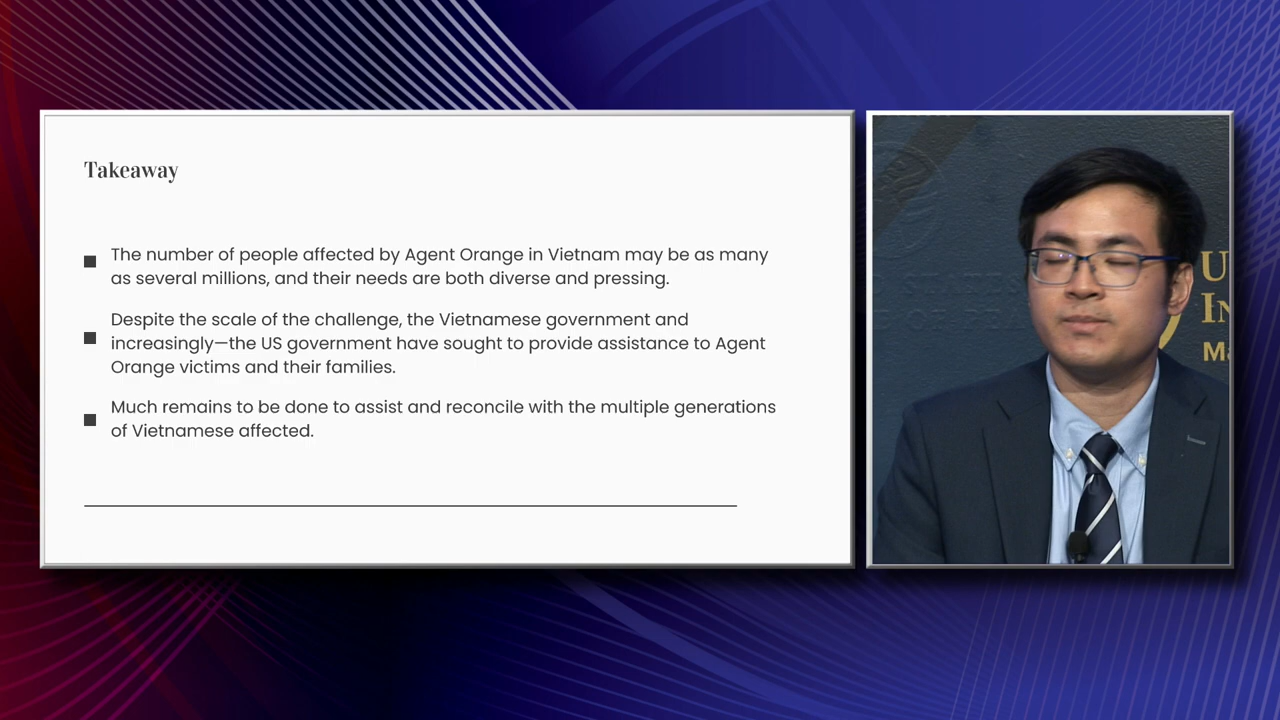 Takeaway
The number of people affected by Agent Orange in Vietnam may be as many
as several millions, and their needs are both diverse and pressing.
Despite the scale of the challenge, the Vietnamese government and
increasingly—the US government have sought to provide assistance to Agent
Orange victims and their families.
Much remains to be done to assist and reconcile with the multiple generations
of Vietnamese affected.